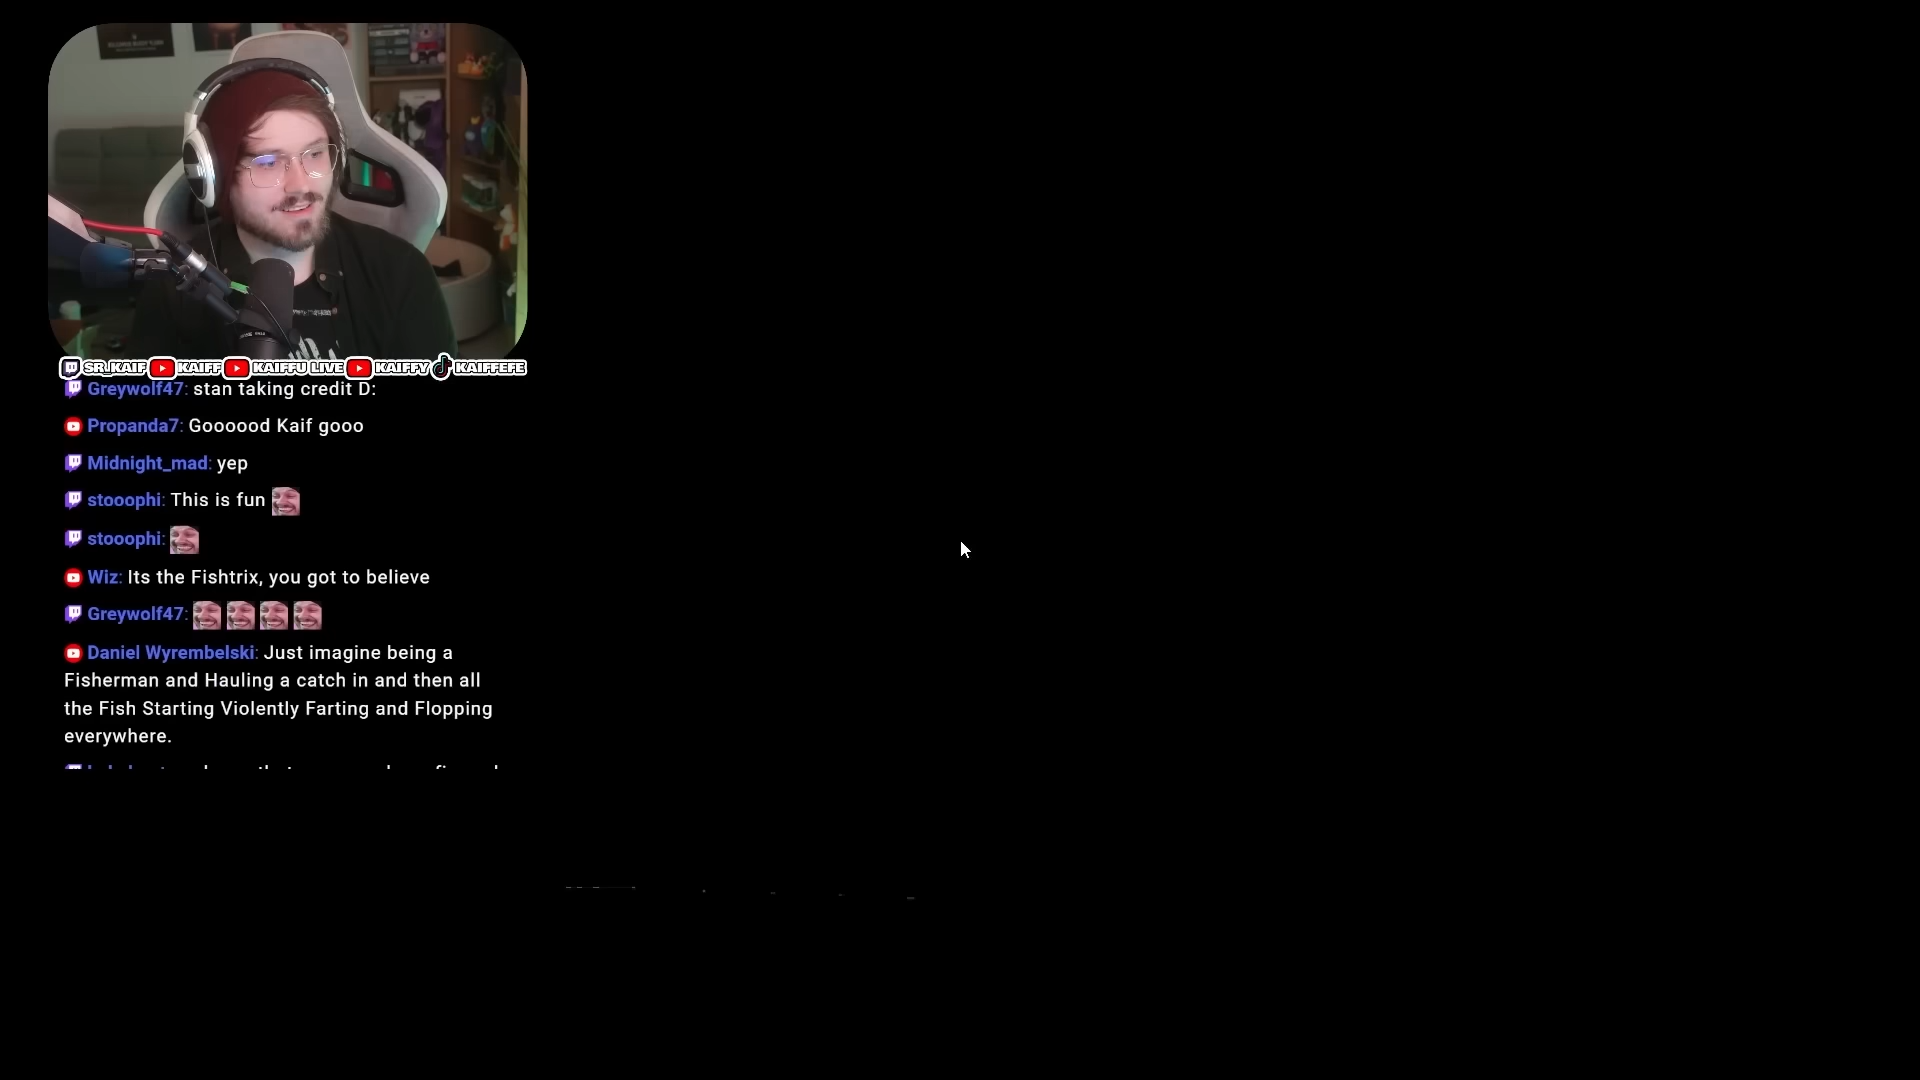 SR_KAIF KAIFF KAIFFU LIVE KAIFFY KAIFFEFE
Greywolf47: stan taking credit D:
Propanda7: Goooood Kaif gooo
Midnight_mad: yep
stooophi: This is fun
stooophi:
Wiz: Its the Fishtrix, you got to believe
Greywolf47:
Daniel Wyrembelski: Just imagine being a
Fisherman and Hauling a catch in and then all
the Fish Starting Violently Farting and Flopping
everywhere.